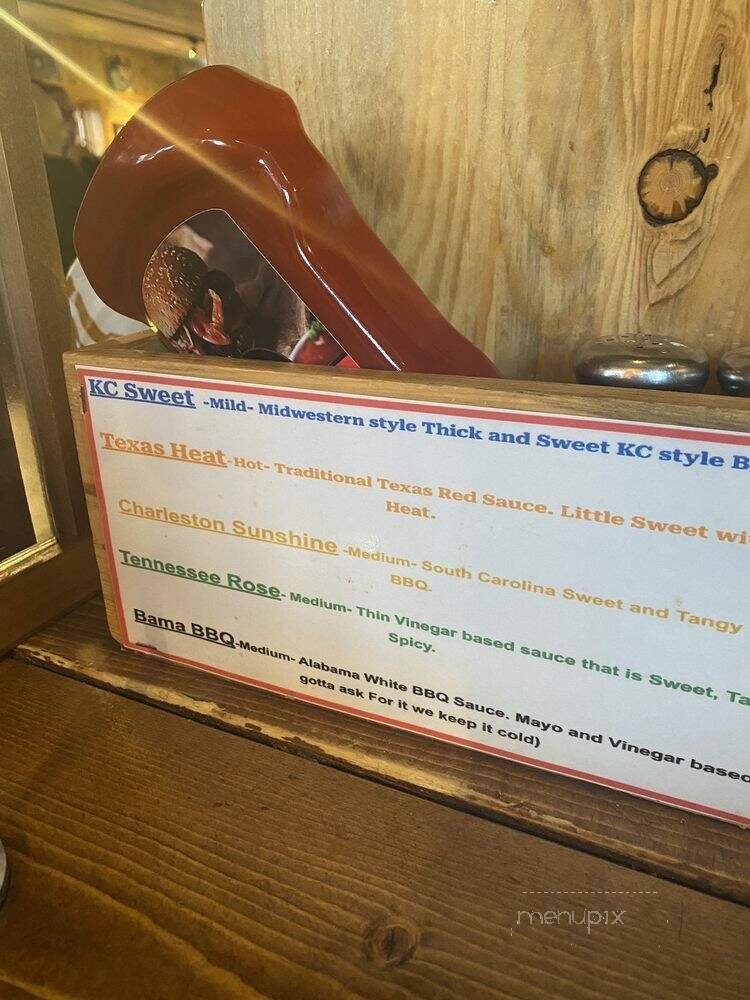 KC Sweet -Mild- Midwestern style Thick and Sweet KC style B
Texas Heat-Hot- Traditional Texas Red Sauce. Little Sweet wi
Heat.
Charleston Sunshine -Medium- South Carolina Sweet and Tangy
BBQ.
Tennessee Rose- Medium- Thin Vinegar based sauce that is Sweet, Ta
Spicy.
Bama BBQ-Medium- Alabama White BBQ Sauce. Mayo and Vinegar based
gotta ask For it we keep it cold)
menupix